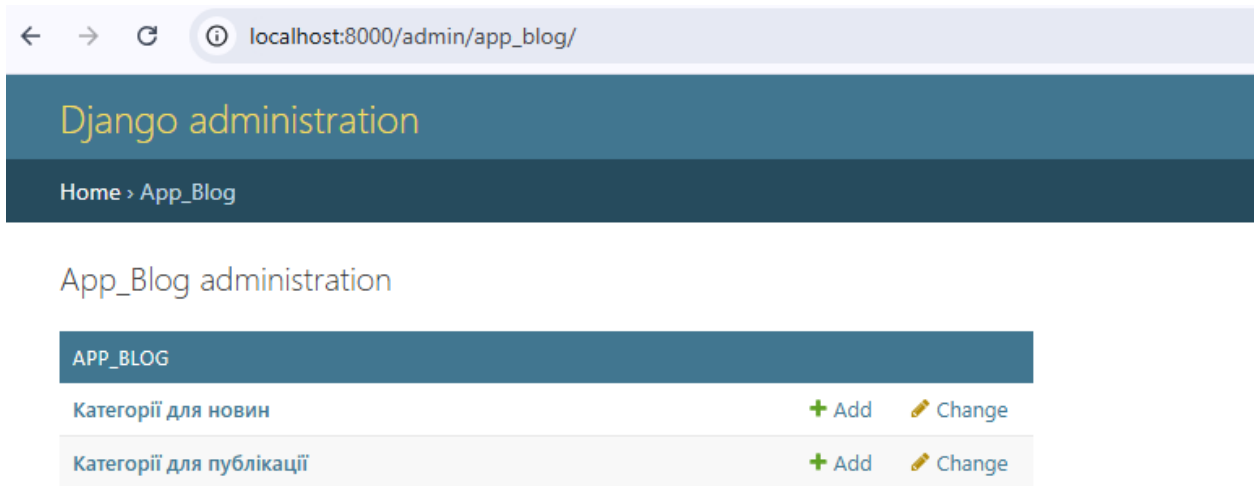 localhost:8000/admin/app_blog/
Django administration
Home › App_Blog
App_Blog administration
APP_BLOG
Категорії для новин Add Change
Категорії для публікації Add Change